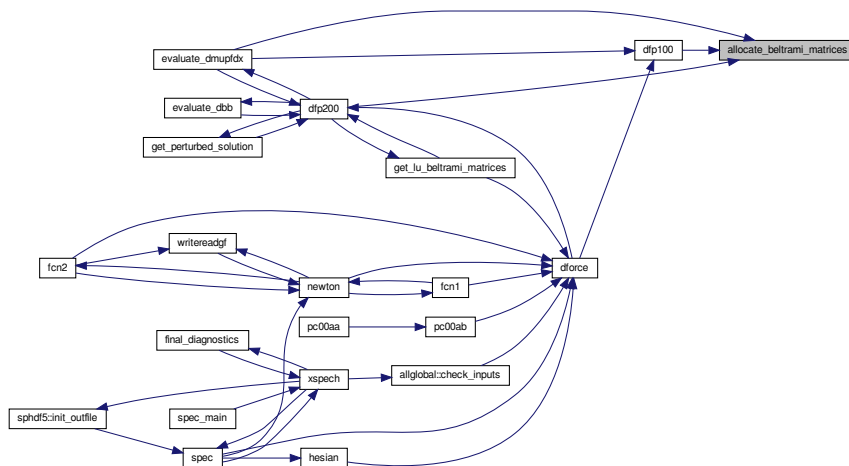 allocate_beltrami_matrices
dfp100
evaluate_dmupfdx
evaluate_dbb
dfp200
get_perturbed_solution
get_lu_beltrami_matrices
writereadgf
fcn2
dforce
newton
fcn1
pc00aa
pc00ab
final_diagnostics
xspech
allglobal::check_inputs
sphdf5::init_outfile
spec_main
spec
hesian